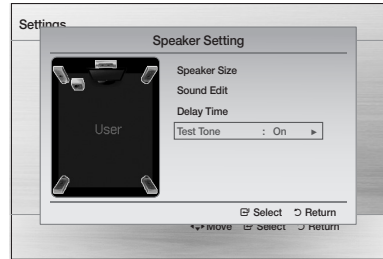 Settings
Speaker Setting
Speaker Size
Sound Edit
Delay Time
User
Test Tone : On ►
Select Return
Move Select Return